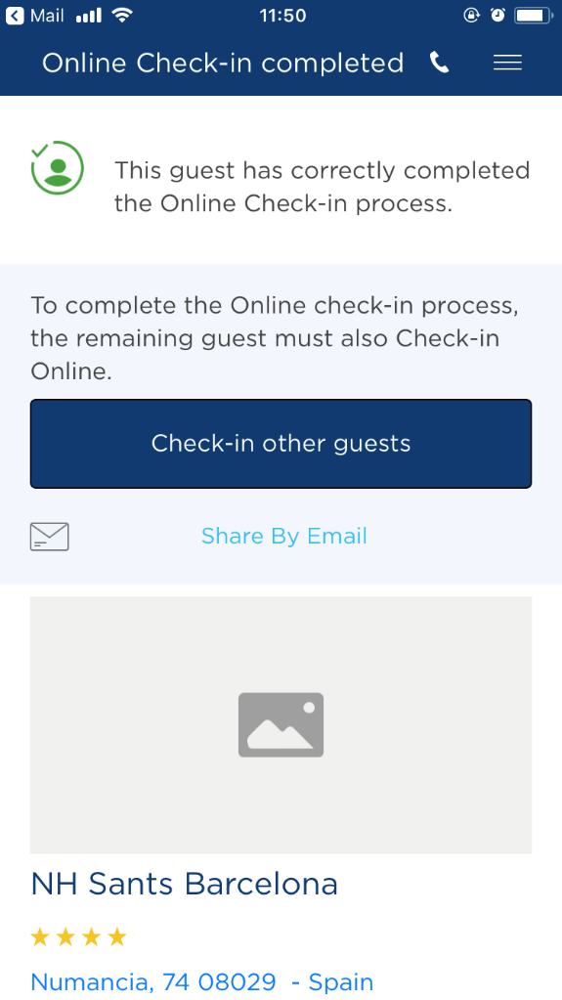 Mail
11:50
Online Check-in completed
This guest has correctly completed
the Online Check-in process.
To complete the Online check-in process,
the remaining guest must also Check-in
Online.
Check-in other guests
Share By Email
NH Sants Barcelona
Numancia, 74 08029 - Spain